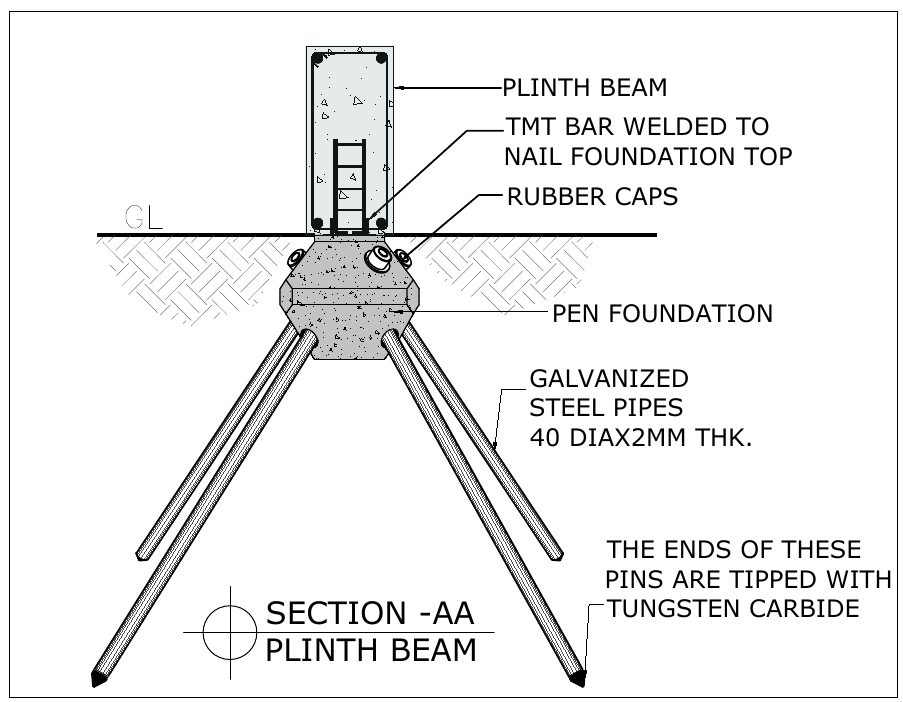 PLINTH BEAM
TMT BAR WELDED TO
NAIL FOUNDATION TOP
RUBBER CAPS
GL
PEN FOUNDATION
GALVANIZED
STEEL PIPES
40 DIAX2MM THK.
THE ENDS OF THESE
PINS ARE TIPPED WITH
TUNGSTEN CARBIDE
SECTION -AA
PLINTH BEAM